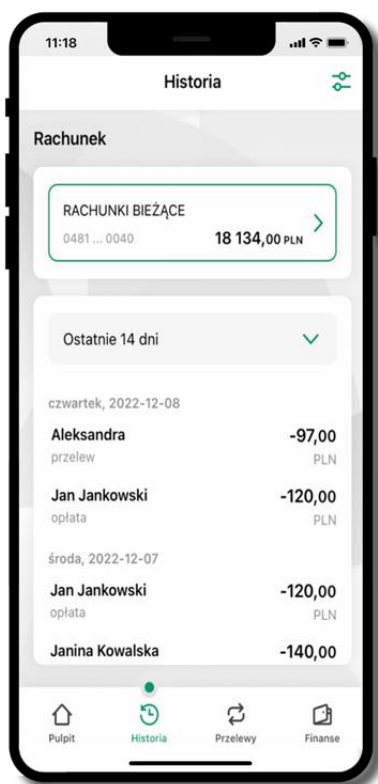 11:18
Historia
Rachunek
RACHUNKI BIEŻĄCE
0481 ... 0040 18 134,00 PLN
Ostatnie 14 dni
czwartek, 2022-12-08
Aleksandra -97,00
przelew PLN
Jan Jankowski -120,00
opłata PLN
środa, 2022-12-07
Jan Jankowski -120,00
opłata PLN
Janina Kowalska -140,00
Pulpit Historia Przelewy Finanse